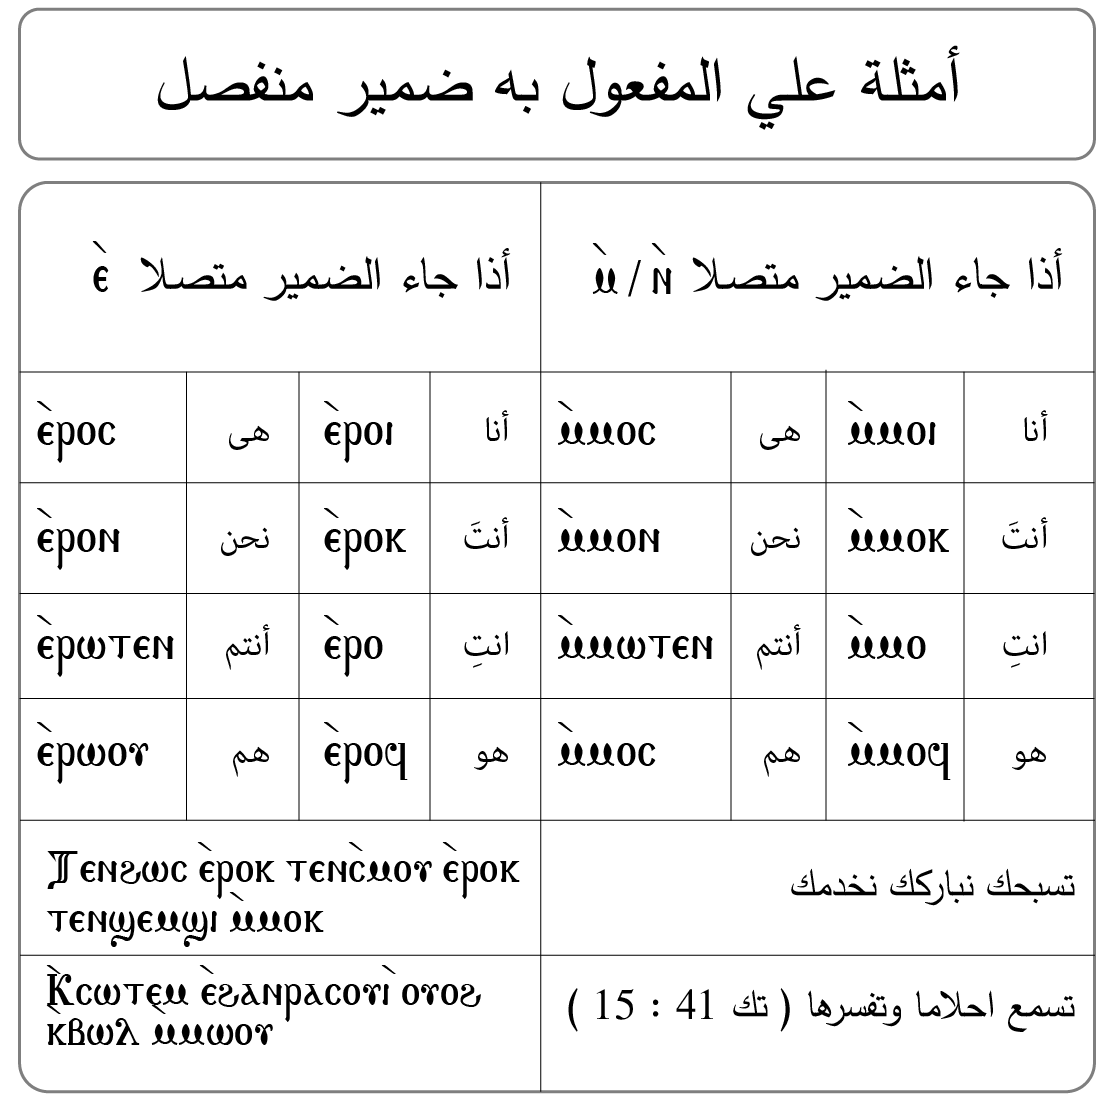 أمثلة علي المفعول به ضمير منفصل
أذا جاء الضمير متصلا ⲛ̀ / ⲙ̀
أذا جاء الضمير متصلا ⲉ̀
أنا ⲙ̀ⲙⲟⲓ هى ⲙ̀ⲙⲟⲥ أنا ⲉ̀ⲣⲟⲓ هى ⲉ̀ⲣⲟⲥ
أنتَ ⲙ̀ⲙⲟⲕ نحن ⲙ̀ⲙⲟⲛ أنتَ ⲉ̀ⲣⲟⲕ نحن ⲉ̀ⲣⲟⲛ
انتِ ⲙ̀ⲙⲟ أنتم ⲙ̀ⲙⲱⲧⲉⲛ انتِ ⲉ̀ⲣⲟ أنتم ⲉ̀ⲣⲱⲧⲉⲛ
هو ⲙ̀ⲙⲟϥ هم ⲙ̀ⲙⲟⲥ هو ⲉ̀ⲣⲟϥ هم ⲉ̀ⲣⲱⲟⲩ
تسبحك نباركك نخدمك
Ⲧⲉⲛϩⲱⲥ ⲉ̀ⲣⲟⲕ ⲧⲉⲛⲥ̀ⲙⲟⲩ ⲉ̀ⲣⲟⲕ
ⲧⲉⲛϣⲉⲙϣⲓ ⲙ̀ⲙⲟⲕ
تسمع احلاما وتفسرها ( تك 41 : 15 )
Ⲕ̀ⲥⲱⲧⲉⲙ ⲉ̀ϩⲁⲛⲣⲁⲥⲟⲩⲓ̀ ⲟⲩⲟϩ
ⲕ̀ⲃⲱⲗ ⲙ̀ⲙⲱⲟⲩ